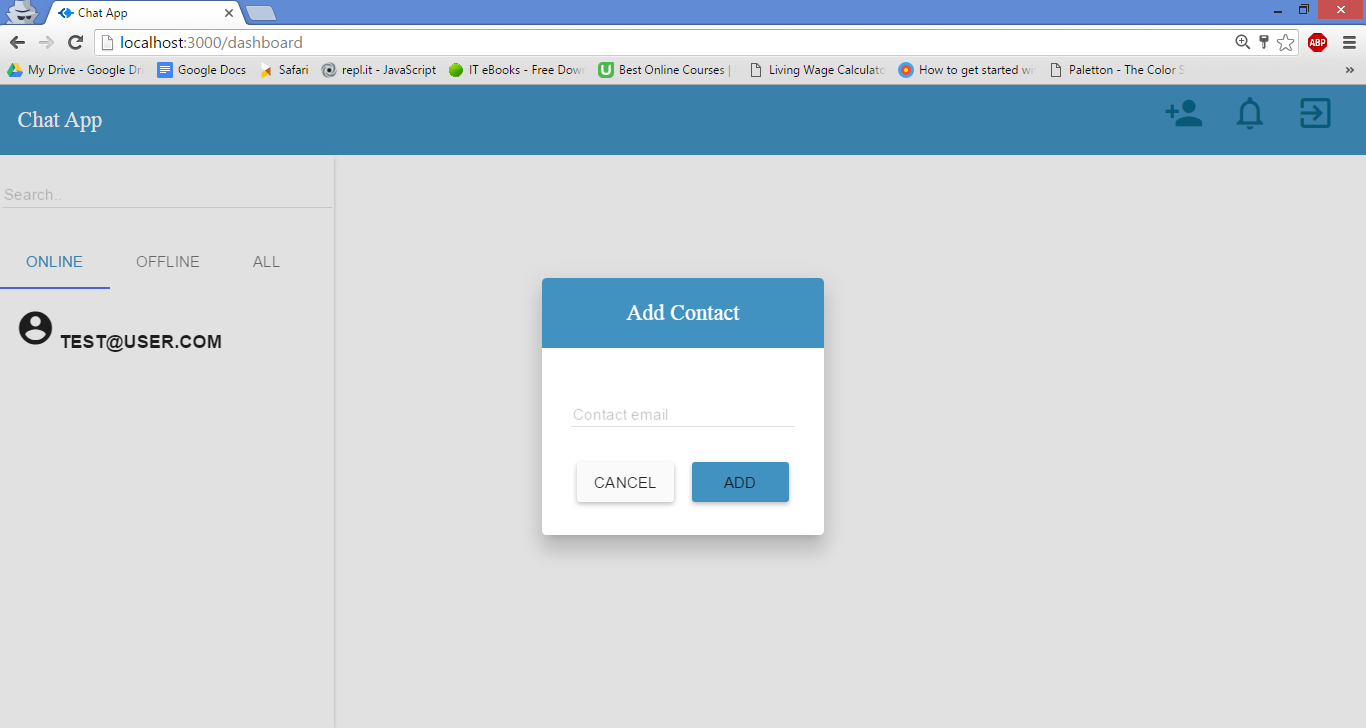 Chat App
localhost:3000/dashboard
ABP
My Drive - Google Dri Google Docs Safari repl.it - JavaScript IT eBooks - Free Down Best Online Courses | Living Wage Calculato How to get started wi Paletton - The Color S »
Chat App
Search..
ONLINE OFFLINE ALL
TEST@USER.COM
Add Contact
Contact email
CANCEL ADD